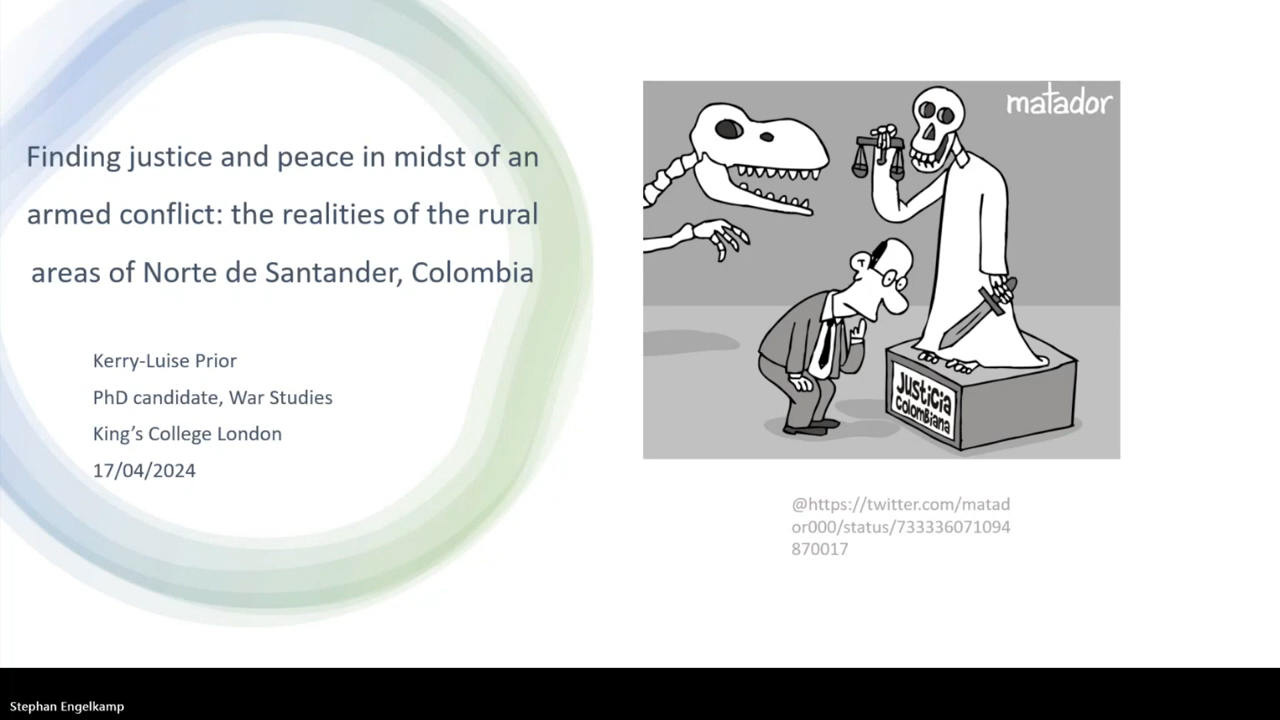 Finding justice and peace in midst of an
armed conflict: the realities of the rural
areas of Norte de Santander, Colombia
Kerry-Luise Prior
PhD candidate, War Studies
King's College London
17/04/2024
matador
Justicia
colombiana
@https://twitter.com/matad
or000/status/733336071094
870017
Stephan Engelkamp